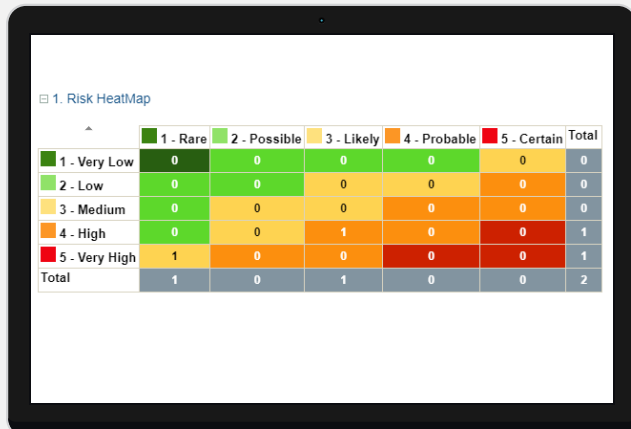 1. Risk HeatMap
1 - Rare 2 - Possible 3 - Likely 4 - Probable 5 - Certain Total
1 - Very Low 0 0 0 0 0 0
2 - Low 0 0 0 0 0 0
3 - Medium 0 0 0 0 0 0
4 - High 0 0 1 0 0 1
5 - Very High 1 0 0 0 0 1
Total 1 0 1 0 0 2